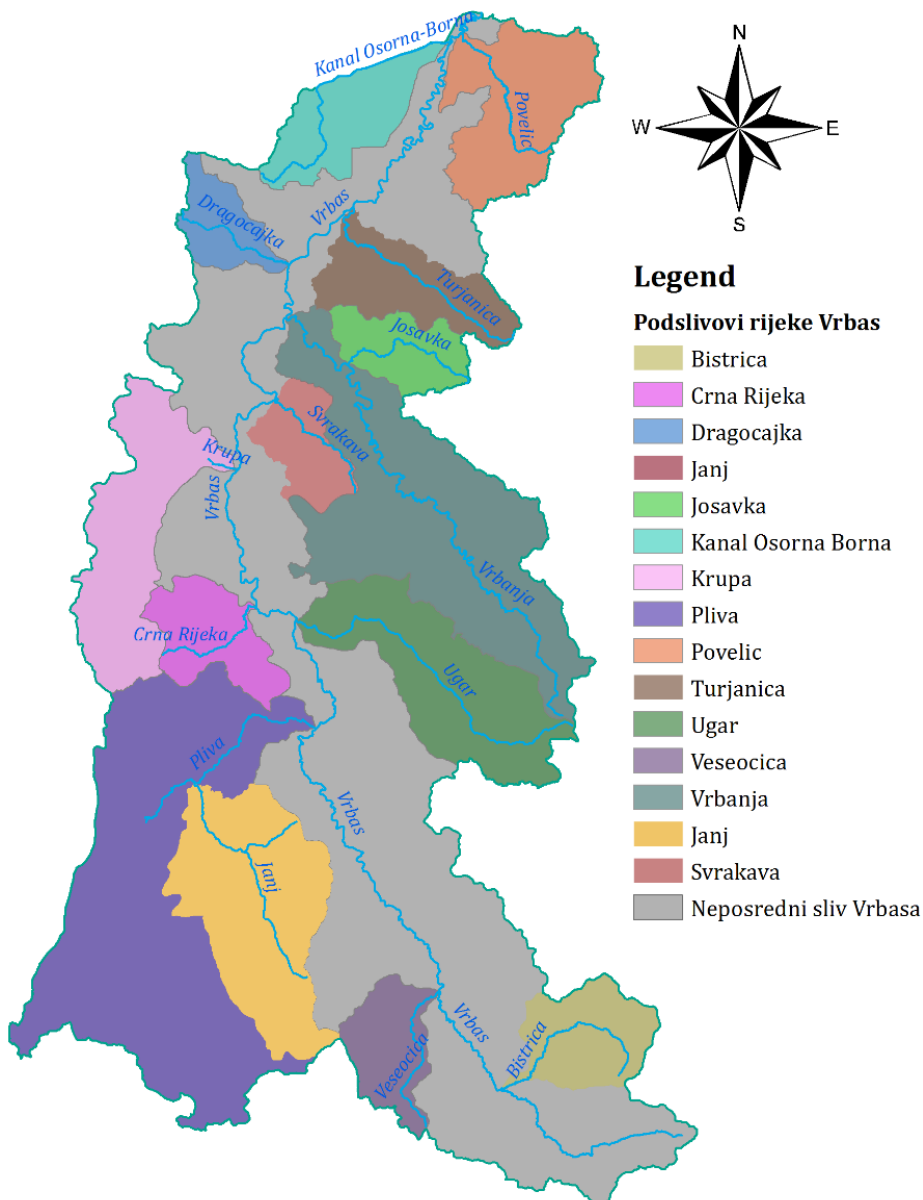 Kanal Osorna-Borna
Povelic
Vrbas
Dragocajka
Turjanica
Josavka
Svrakava
Krupa
Vrbas
Vrbanja
Crna Rijeka
Ugar
Pliva
Vrbas
Janj
Vrbas
Bistrica
Veseocica
N
W
E
S
Legend
Podslivovi rijeke Vrbas
Bistrica
Crna Rijeka
Dragocajka
Janj
Josavka
Kanal Osorna Borna
Krupa
Pliva
Povelic
Turjanica
Ugar
Veseocica
Vrbanja
Janj
Svrakava
Neposredni sliv Vrbasa